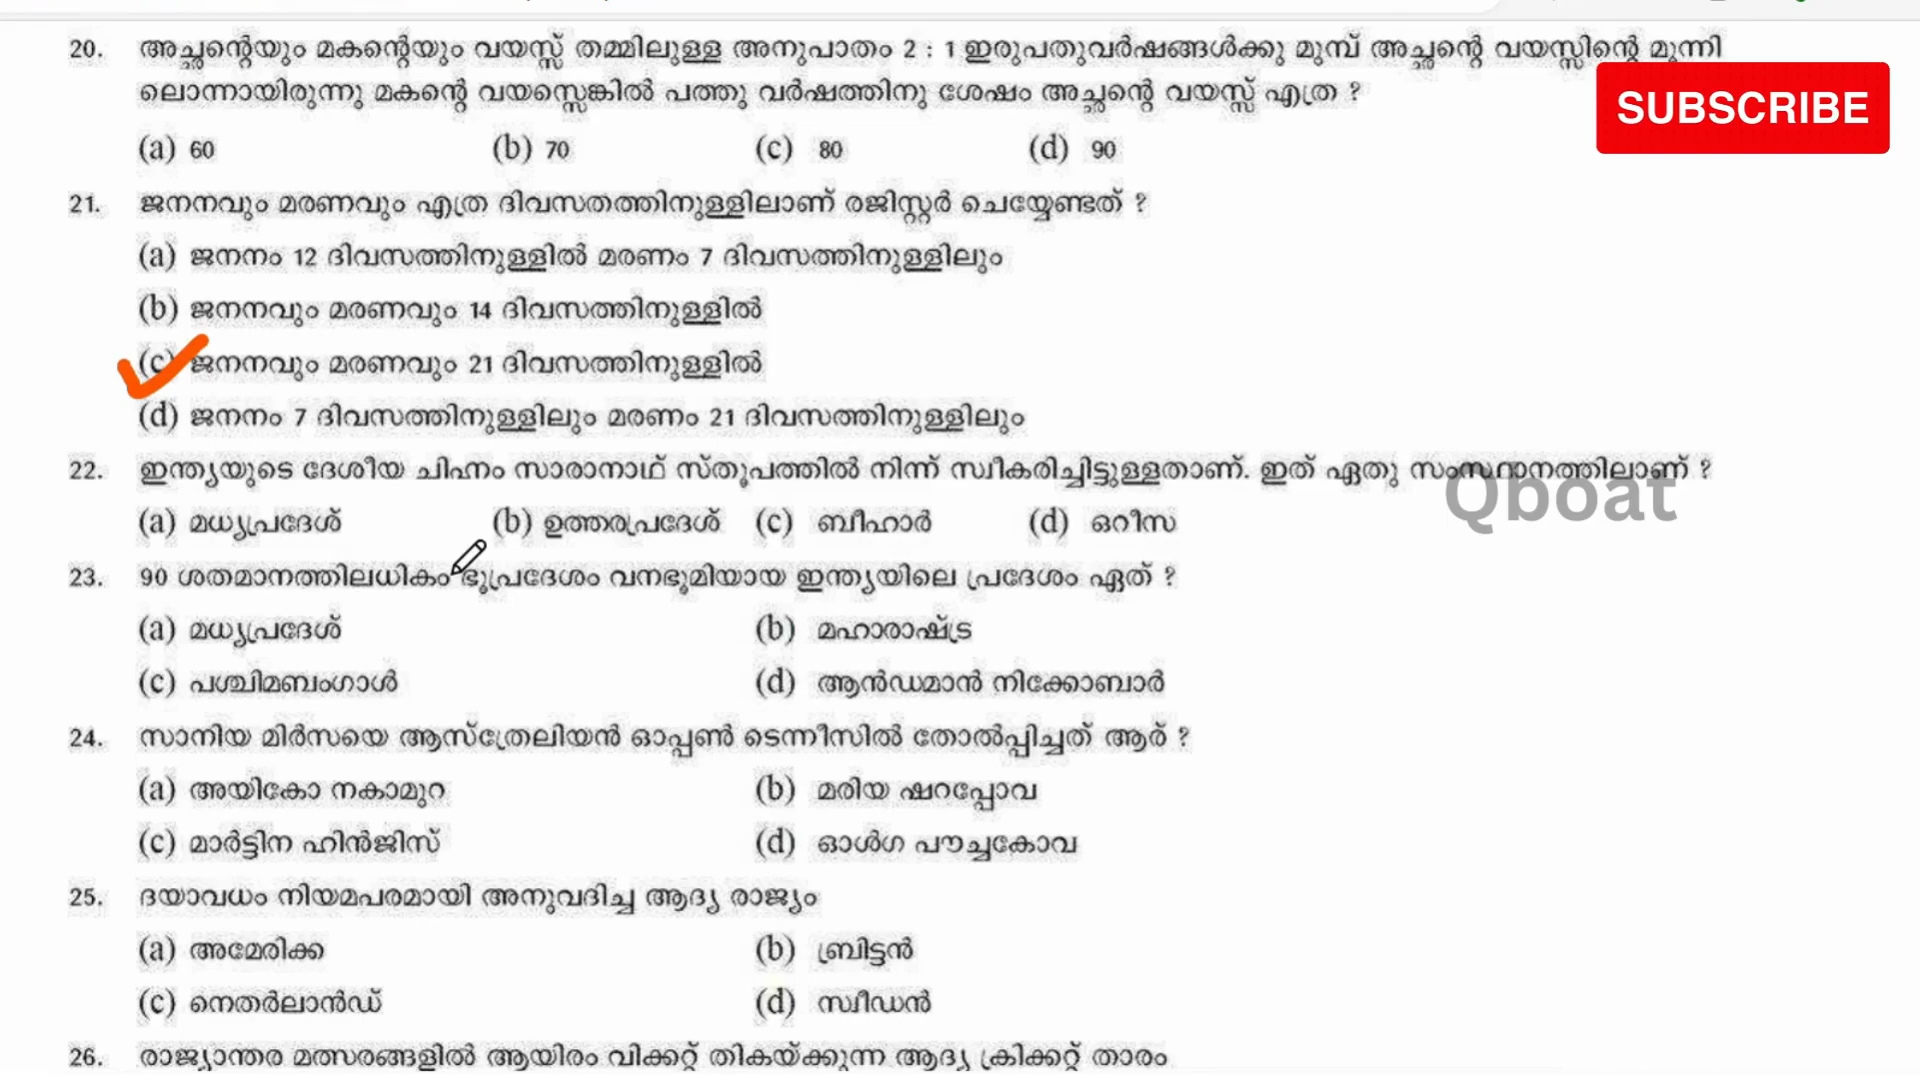 20. അച്ഛന്റെയും മകന്റെയും വയസ്സ് തമ്മിലുള്ള അനുപാതം 2 : 1 ഇരുപതുവർഷങ്ങൾക്കു മുമ്പ് അച്ഛന്റെ വയസ്സിന്റെ മൂന്നി
ലൊന്നായിരുന്നു മകന്റെ വയസ്സെങ്കിൽ പത്തു വർഷത്തിനു ശേഷം അച്ഛന്റെ വയസ്സ് എത്ര ?
SUBSCRIBE
(a) 60 (b) 70 (c) 80 (d) 90
21. ജനനവും മരണവും എത്ര ദിവസതത്തിനുള്ളിലാണ് രജിസ്റ്റർ ചെയ്യേണ്ടത് ?
(a) ജനനം 12 ദിവസത്തിനുള്ളിൽ മരണം 7 ദിവസത്തിനുള്ളിലും
(b) ജനനവും മരണവും 14 ദിവസത്തിനുള്ളിൽ
(c) ജനനവും മരണവും 21 ദിവസത്തിനുള്ളിൽ
(d) ജനനം 7 ദിവസത്തിനുള്ളിലും മരണം 21 ദിവസത്തിനുള്ളിലും
22. ഇന്ത്യയുടെ ദേശീയ ചിഹ്നം സാരാനാഥ് സ്തൂപത്തിൽ നിന്ന് സ്വീകരിച്ചിട്ടുള്ളതാണ്. ഇത് ഏതു സംസ്ഥാനത്തിലാണ് ?
Qboat
(a) മധ്യപ്രദേശ് (b) ഉത്തരപ്രദേശ് (c) ബീഹാർ (d) ഒറീസ
23. 90 ശതമാനത്തിലധികം ഭൂപ്രദേശം വനഭൂമിയായ ഇന്ത്യയിലെ പ്രദേശം ഏത് ?
(a) മധ്യപ്രദേശ് (b) മഹാരാഷ്ട്ര
(c) പശ്ചിമബംഗാൾ (d) ആൻഡമാൻ നിക്കോബാർ
24. സാനിയ മിർസയെ ആസ്ത്രേലിയൻ ഓപ്പൺ ടെന്നീസിൽ തോൽപ്പിച്ചത് ആര് ?
(a) അയികോ നകാമുറ (b) മരിയ ഷറപ്പോവ
(c) മാർട്ടിന ഹിൻജിസ് (d) ഓൾഗ പൗച്ചകോവ
25. ദയാവധം നിയമപരമായി അനുവദിച്ച ആദ്യ രാജ്യം
(a) അമേരിക്ക (b) ബ്രിട്ടൻ
(c) നെതർലാൻഡ് (d) സ്വീഡൻ
26. രാജ്യാന്തര മത്സരങ്ങളിൽ ആയിരം വിക്കറ്റ് തികയ്ക്കുന്ന ആദ്യ ക്രിക്കറ്റ് താരം